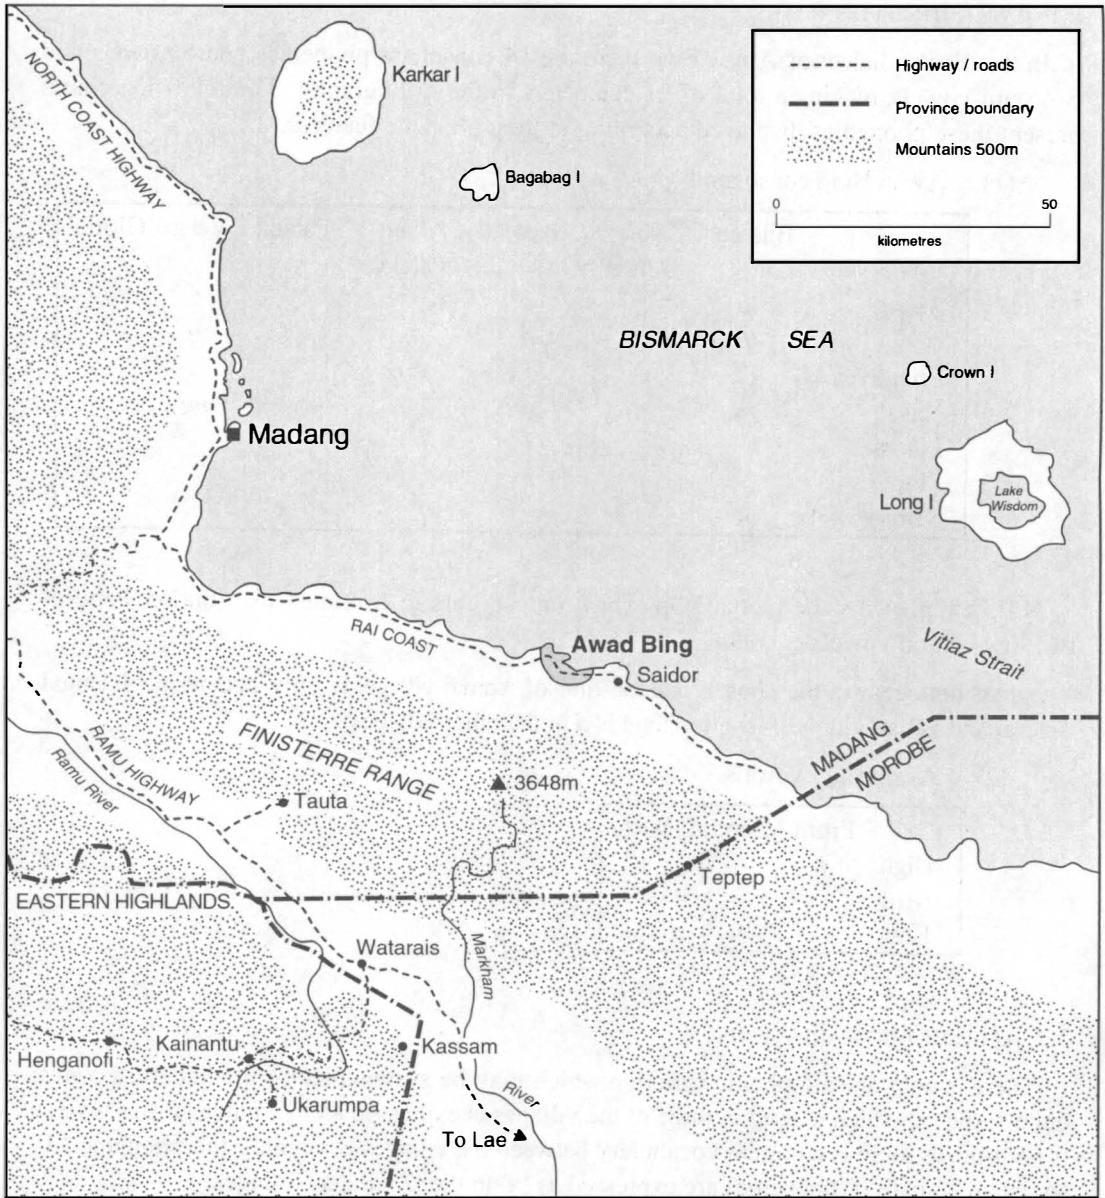 Karkar I
Highway / roads
Province boundary
Mountains 500m
0
50
kilometres
NORTH COAST HIGHWAY
Bagabag I
BISMARCK SEA
Crown I
Madang
Long I
Lake
Wisdom
RAI COAST
Awad Bing
Saidor
Vitiaz Strait
MADANG
MOROBE
FINISTERRE RANGE
RAMU HIGHWAY
Ramu River
3648m
Tauta
Teptep
EASTERN HIGHLANDS
Watarais
Markham
River
Henganofi
Kainantu
Kassam
Ukarumpa
To Lae